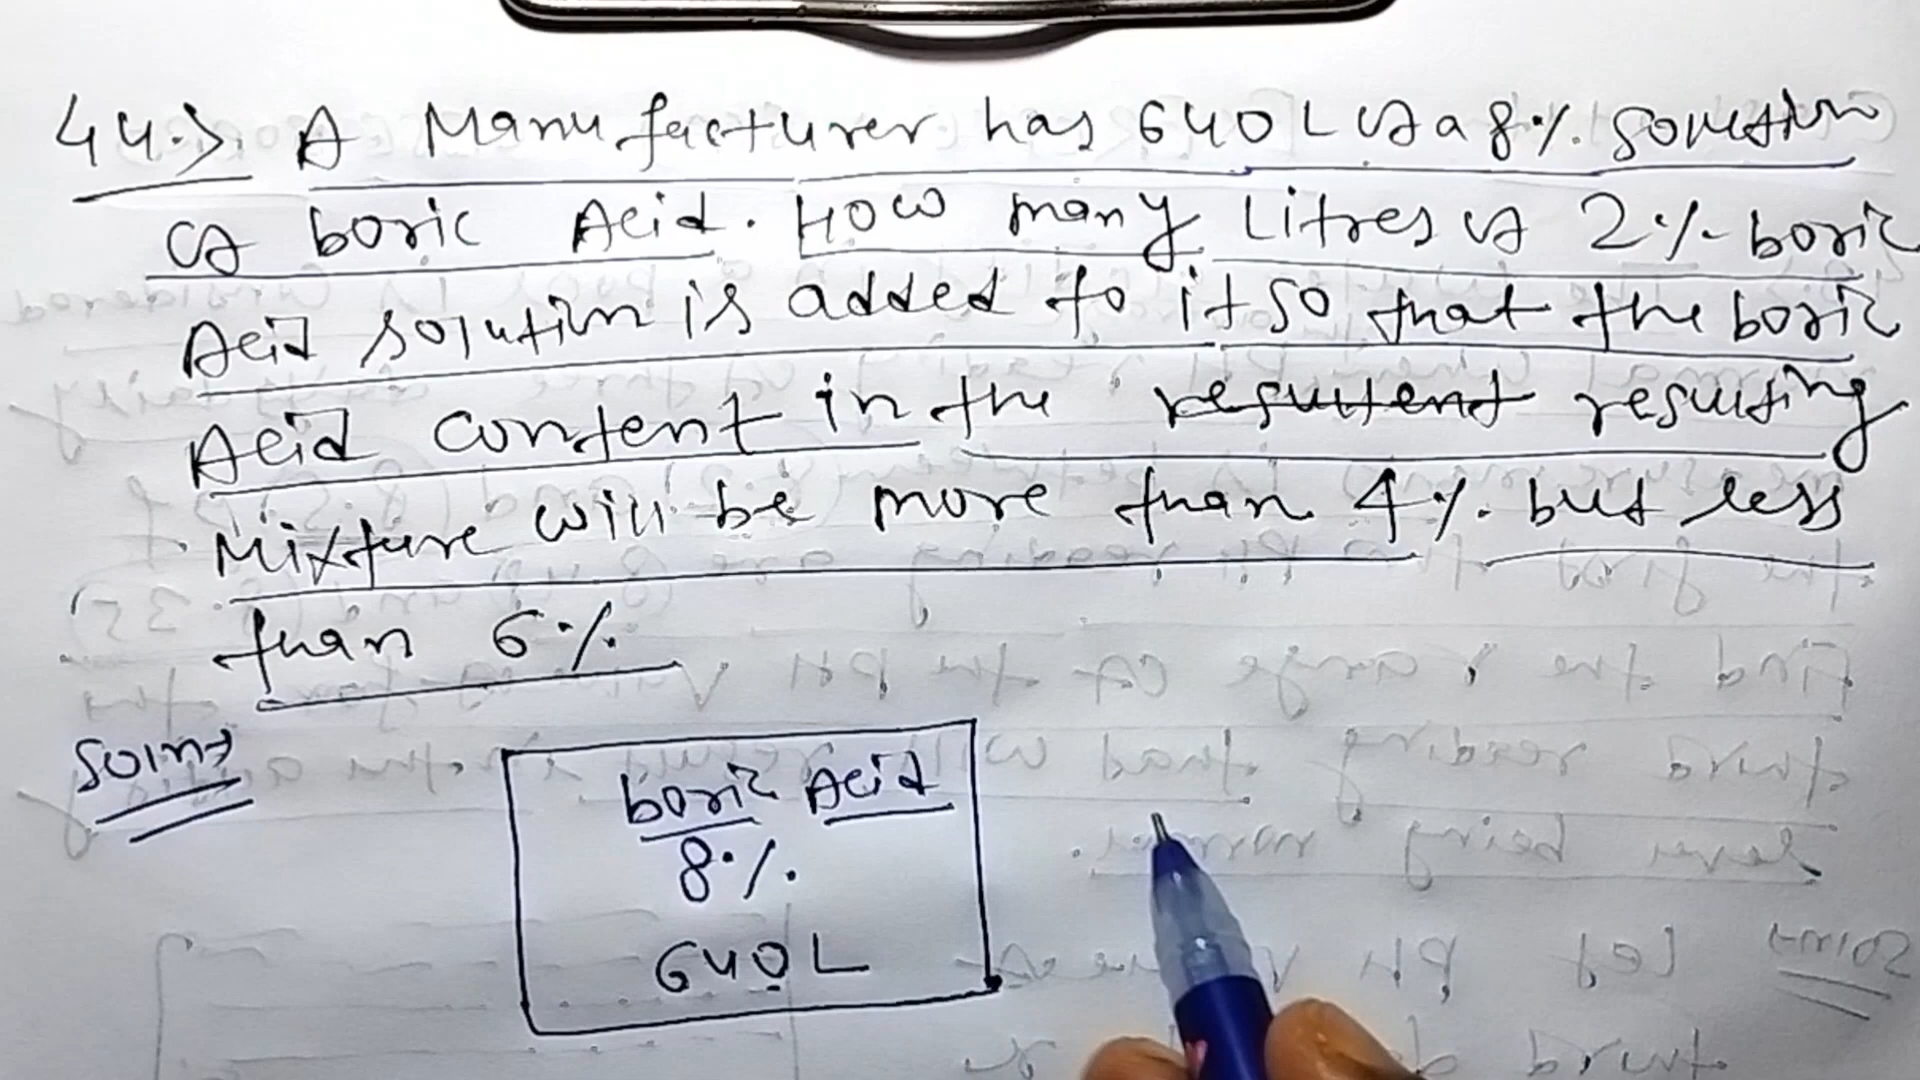 44.> A Manufacturer has 640 L of a 8% solution
of boric Acid. How many Litres of 2% boric
Acid solution is added to it so that the boric
Acid content in the resultent resulting
Mixture will be more than 4% but less
than 6%
Soln→
boric Acid
8%.
640 L